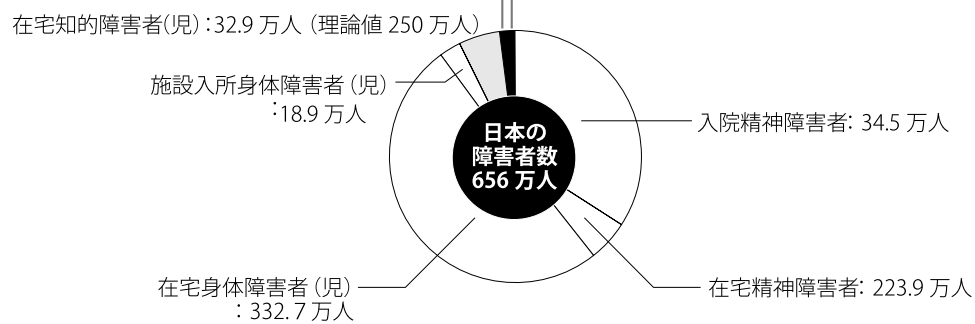 在宅知的障害者(児):32.9 万人（理論値 250 万人）
施設入所身体障害者（児）
:18.9 万人
日本の
障害者数
656 万人
入院精神障害者: 34.5 万人
在宅身体障害者（児）
: 332.7 万人
在宅精神障害者: 223.9 万人